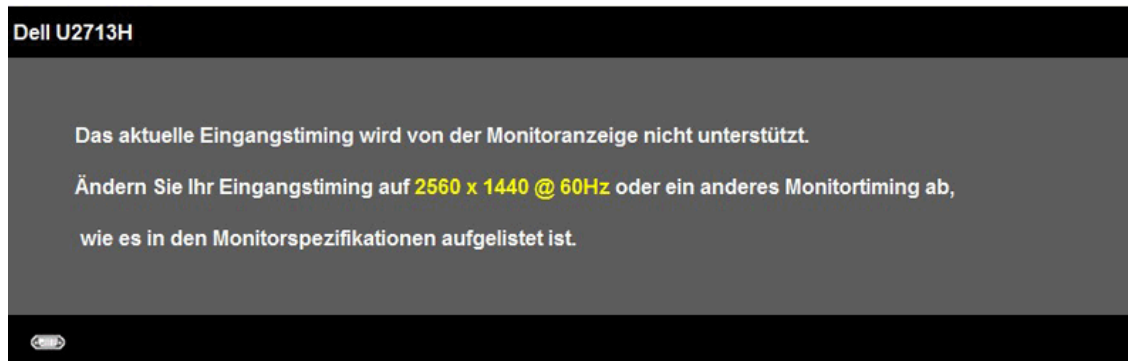 Dell U2713H
Das aktuelle Eingangstiming wird von der Monitoranzeige nicht unterstützt.
Ändern Sie Ihr Eingangstiming auf 2560 x 1440 @ 60Hz oder ein anderes Monitortiming ab,
wie es in den Monitorspezifikationen aufgelistet ist.